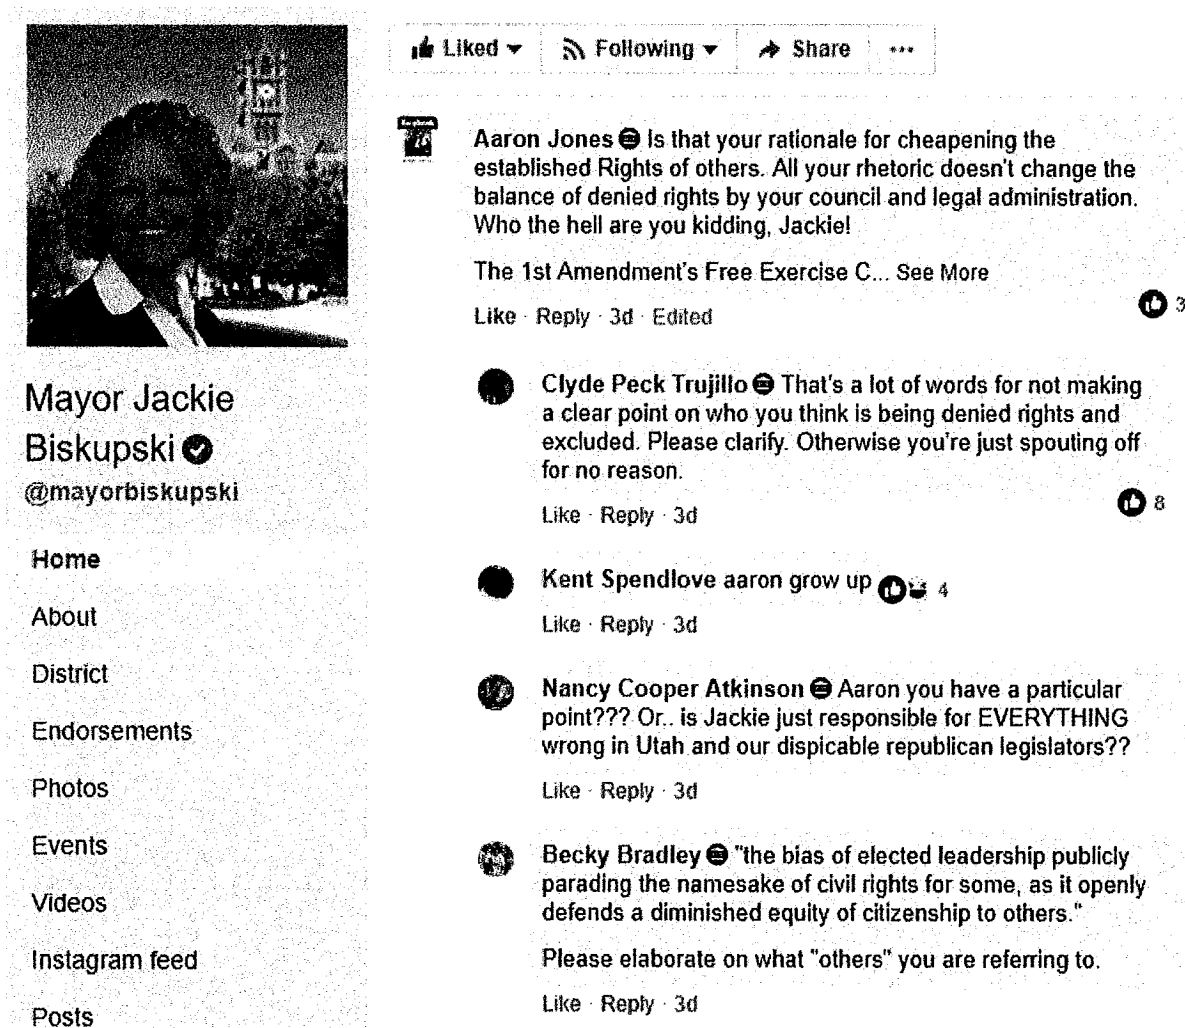 Liked
Following
Share
...
Mayor Jackie
Biskupski
@mayorbiskupski
Home
About
District
Endorsements
Photos
Events
Videos
Instagram feed
Posts
Aaron Jones Is that your rationale for cheapening the
established Rights of others. All your rhetoric doesn't change the
balance of denied rights by your council and legal administration.
Who the hell are you kidding, Jackie!
The 1st Amendment's Free Exercise C... See More
Like · Reply · 3d · Edited
3
Clyde Peck Trujillo That's a lot of words for not making
a clear point on who you think is being denied rights and
excluded. Please clarify. Otherwise you're just spouting off
for no reason.
Like · Reply · 3d
8
Kent Spendlove aaron grow up 4
Like · Reply · 3d
Nancy Cooper Atkinson Aaron you have a particular
point??? Or.. is Jackie just responsible for EVERYTHING
wrong in Utah and our dispicable republican legislators??
Like · Reply · 3d
Becky Bradley "the bias of elected leadership publicly
parading the namesake of civil rights for some, as it openly
defends a diminished equity of citizenship to others."
Please elaborate on what "others" you are referring to.
Like · Reply · 3d